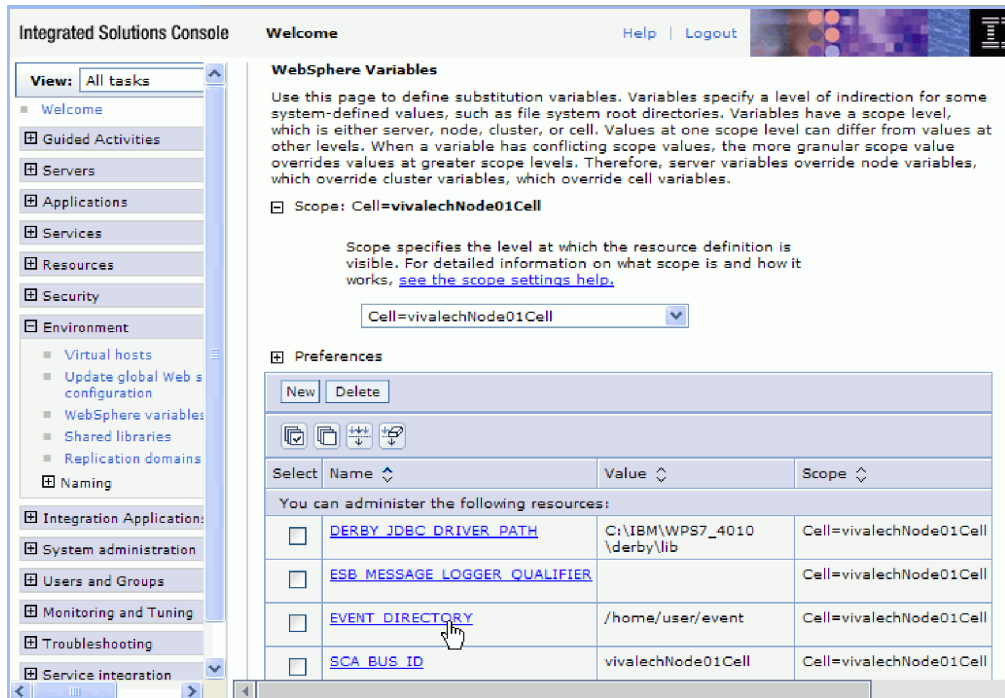 Integrated Solutions Console
Welcome
Help | Logout
View: All tasks
Welcome
Guided Activities
Servers
Applications
Services
Resources
Security
Environment
Virtual hosts
Update global Web s
configuration
WebSphere variables
Shared libraries
Replication domains
Naming
Integration Applications
System administration
Users and Groups
Monitoring and Tuning
Troubleshooting
Service integration
WebSphere Variables
Use this page to define substitution variables. Variables specify a level of indirection for some
system-defined values, such as file system root directories. Variables have a scope level,
which is either server, node, cluster, or cell. Values at one scope level can differ from values at
other levels. When a variable has conflicting scope values, the more granular scope value
overrides values at greater scope levels. Therefore, server variables override node variables,
which override cluster variables, which override cell variables.
Scope: Cell=vivalechNode01Cell
Scope specifies the level at which the resource definition is
visible. For detailed information on what scope is and how it
works, see the scope settings help.
Cell=vivalechNode01Cell
Preferences
New Delete
Select Name Value Scope
You can administer the following resources:
DERBY_JDBC_DRIVER_PATH C:\IBM\WPS7_4010 Cell=vivalechNode01Cell
\derby\lib
ESB_MESSAGE_LOGGER_QUALIFIER Cell=vivalechNode01Cell
EVENT_DIRECTORY /home/user/event Cell=vivalechNode01Cell
SCA_BUS_ID vivalechNode01Cell Cell=vivalechNode01Cell